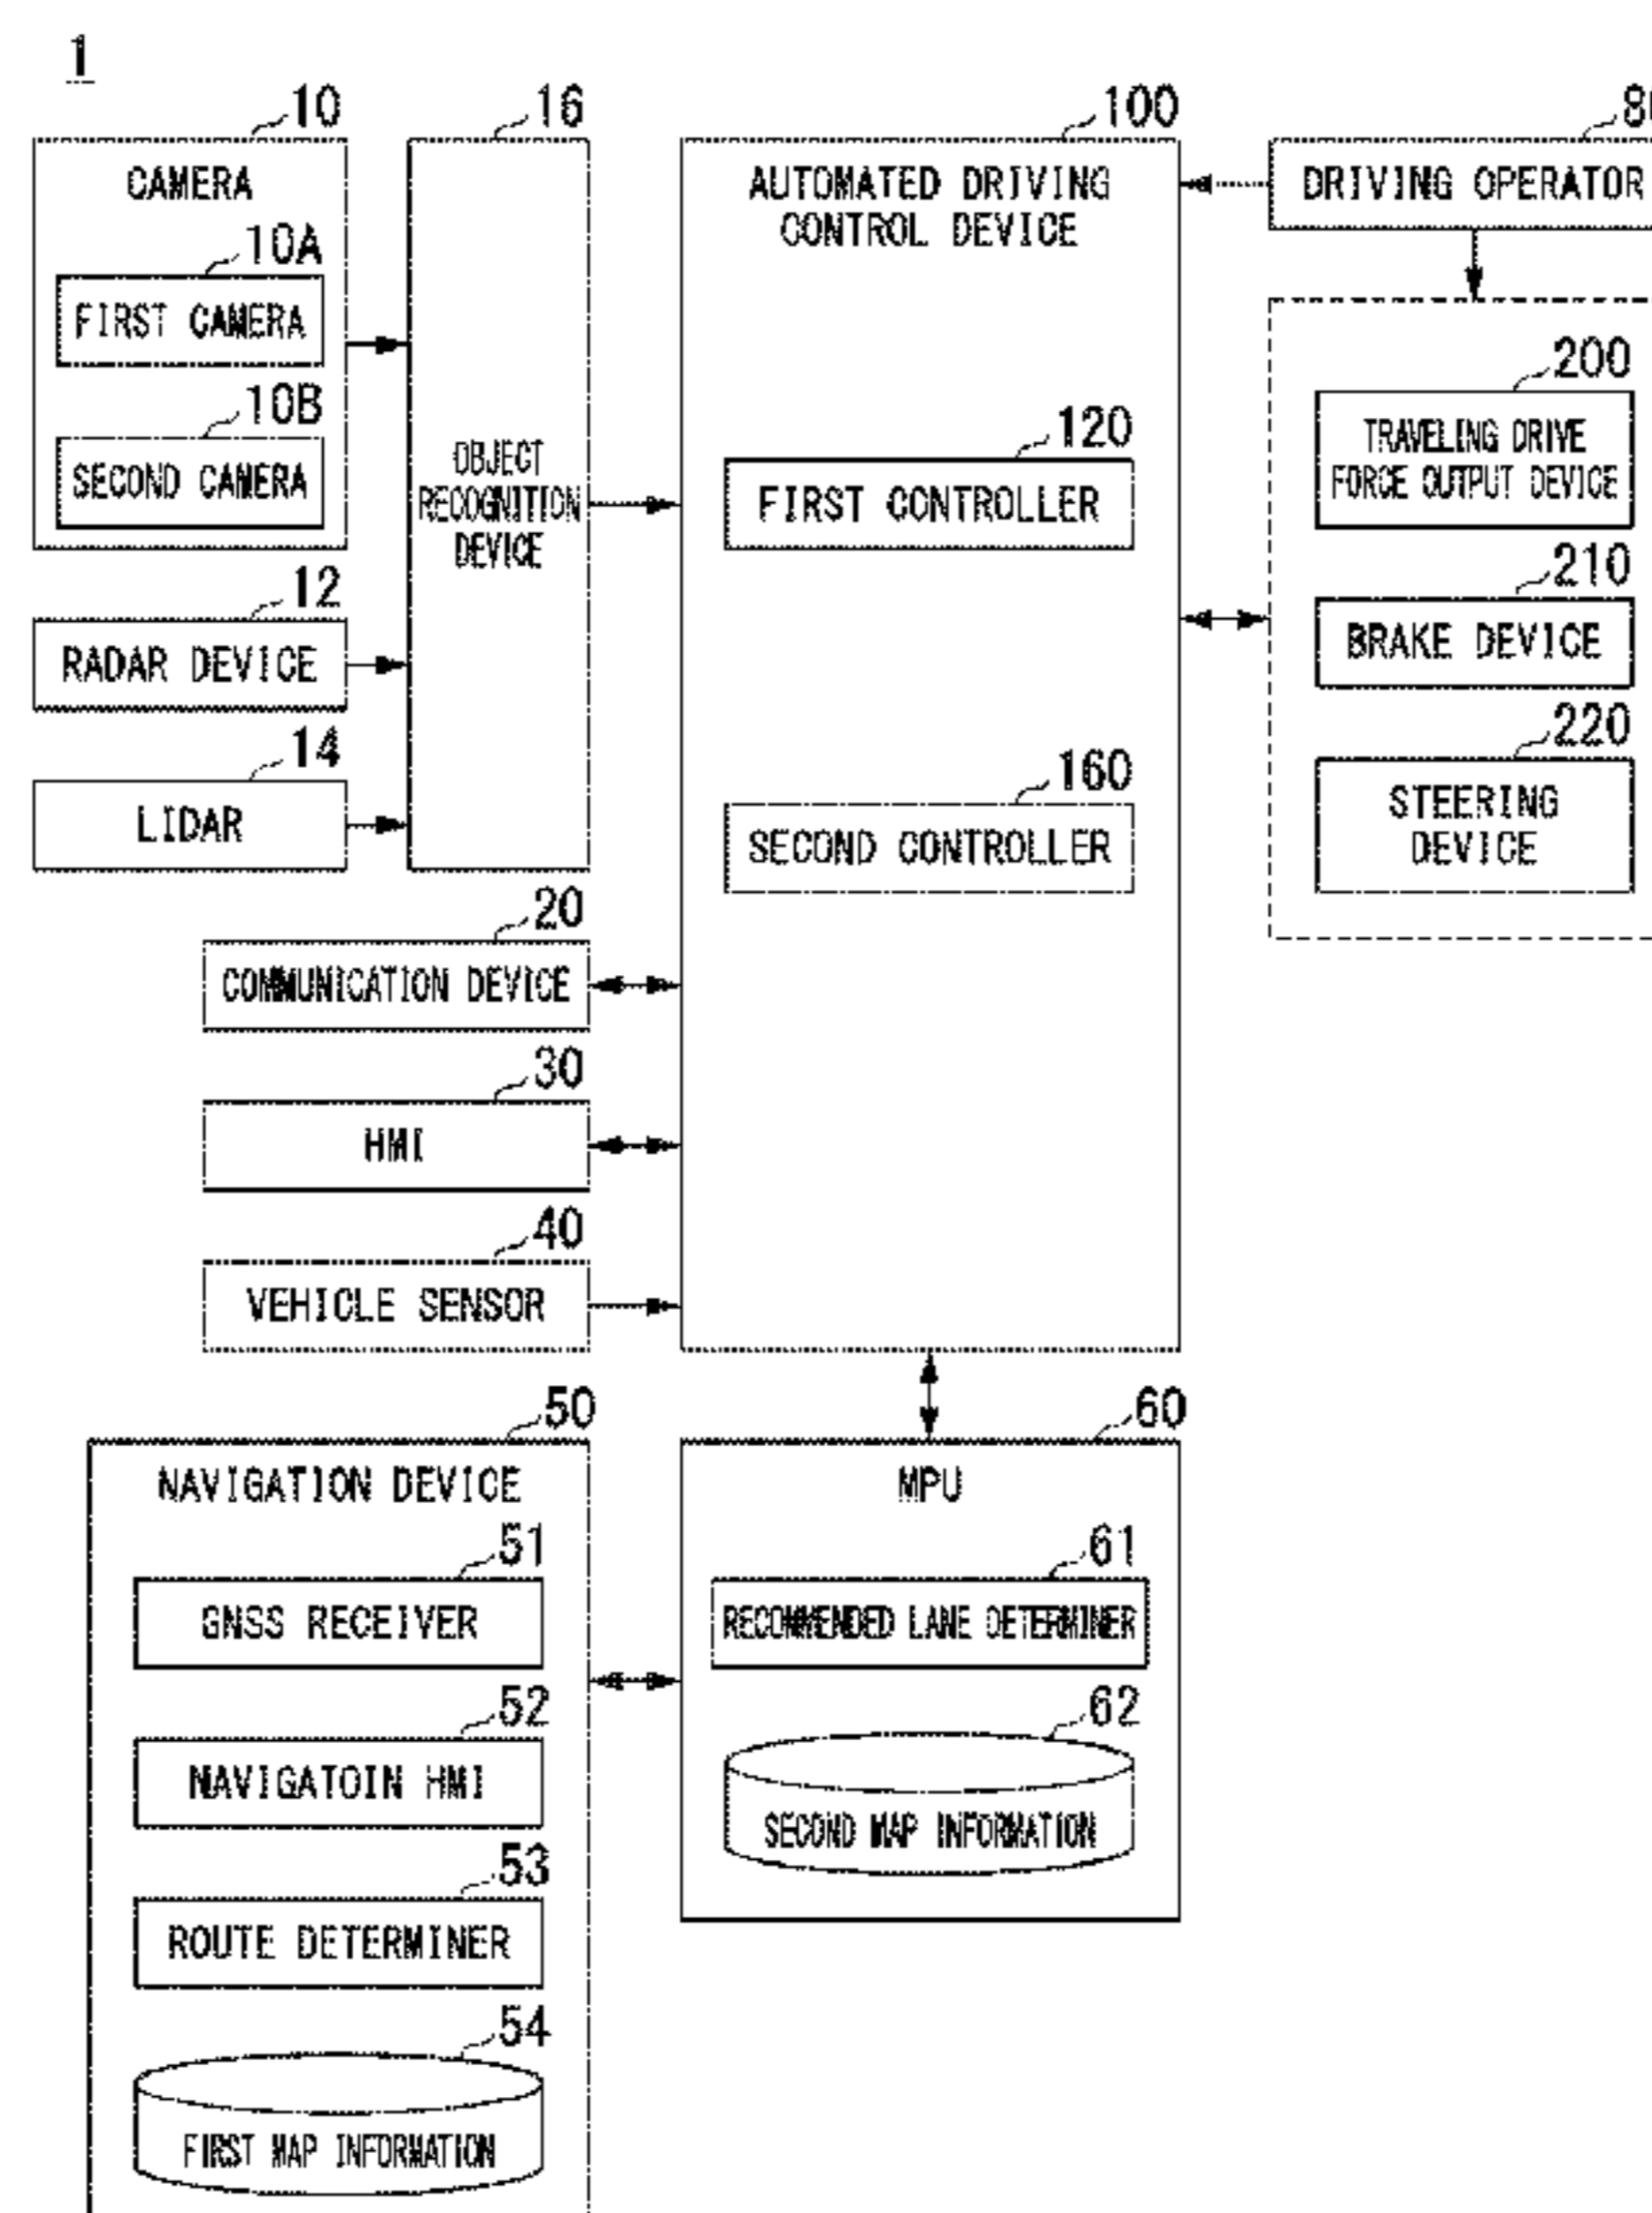 1
10
CAMERA
10A
FIRST CAMERA
10B
SECOND CAMERA
12
RADAR DEVICE
14
LIDAR
16
OBJECT
RECOGNITION
DEVICE
20
COMMUNICATION DEVICE
30
HMI
40
VEHICLE SENSOR
100
AUTOMATED DRIVING
CONTROL DEVICE
120
FIRST CONTROLLER
160
SECOND CONTROLLER
DRIVING OPERATOR
200
TRAVELING DRIVE
FORCE OUTPUT DEVICE
210
BRAKE DEVICE
220
STEERING
DEVICE
50
NAVIGATION DEVICE
51
GNSS RECEIVER
52
NAVIGATOIN HMI
53
ROUTE DETERMINER
54
FIRST MAP INFORMATION
60
MPU
61
RECOMMENDED LANE DETERMINER
62
SECOND MAP INFORMATION